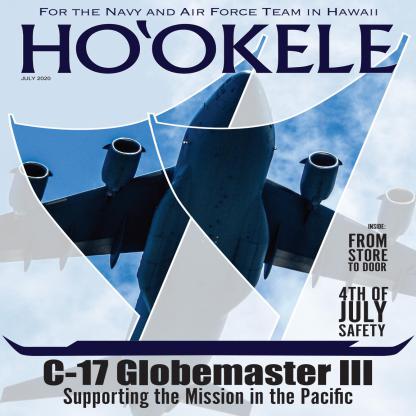 FOR THE NAVY AND AIR FORCE TEAM IN HAWAII
HO‘OKELE
JULY 2020
INSIDE:
FROM
STORE
TO DOOR
4TH OF
JULY
SAFETY
C-17 Globemaster III
Supporting the Mission in the Pacific